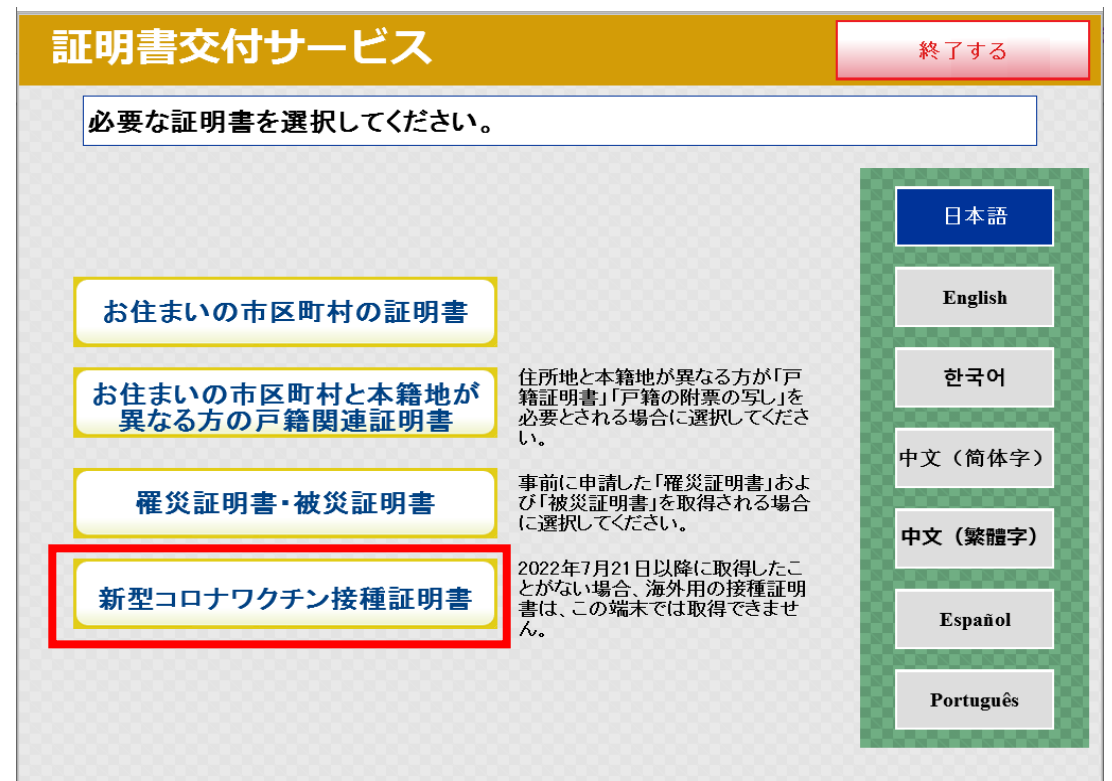 証明書交付サービス
終了する
必要な証明書を選択してください。
お住まいの市区町村の証明書
お住まいの市区町村と本籍地が
異なる方の戸籍関連証明書
住所地と本籍地が異なる方が「戸
籍証明書」「戸籍の附票の写し」を
必要とされる場合に選択してくださ
い。
罹災証明書・被災証明書
事前に申請した「罹災証明書」およ
び「被災証明書」を取得される場合
に選択してください。
新型コロナワクチン接種証明書
2022年7月21日以降に取得したこ
とがない場合、海外用の接種証明
書は、この端末では取得できませ
ん。
日本語
English
한국어
中文（简体字）
中文（繁體字）
Español
Português